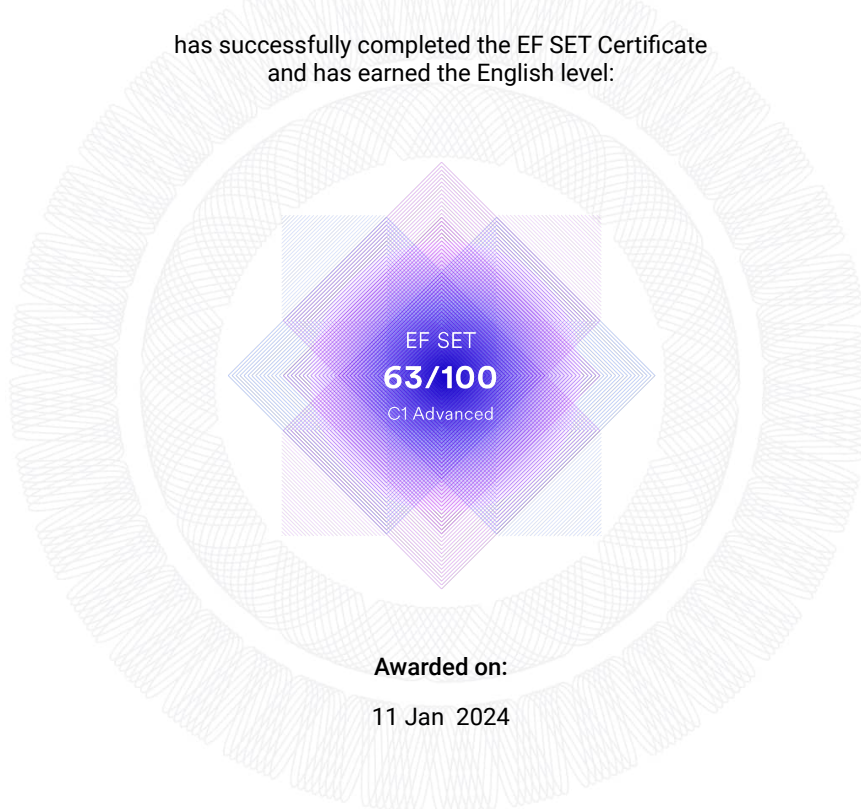 has successfully completed the EF SET Certificate
and has earned the English level:
EF SET
63/100
C1 Advanced
Awarded on:
11 Jan 2024